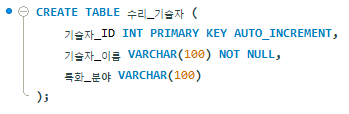 CREATE TABLE 수리_기술자 (
기술자_ID INT PRIMARY KEY AUTO_INCREMENT,
기술자_이름 VARCHAR(100) NOT NULL,
특화_분야 VARCHAR(100)
);